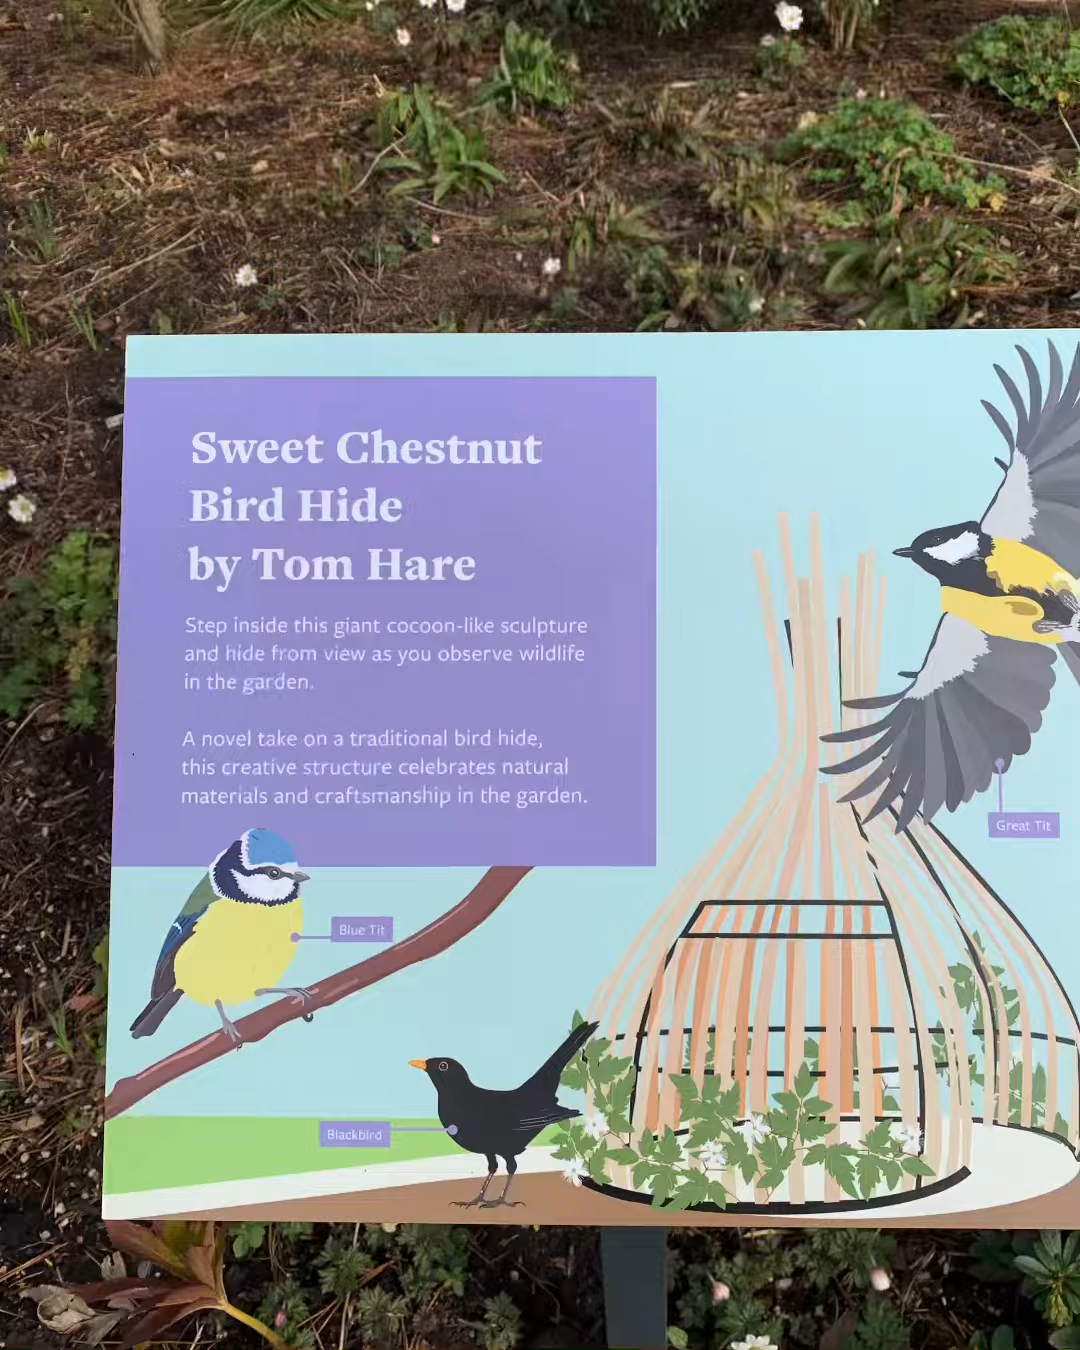 Sweet Chestnut
Bird Hide
by Tom Hare
Step inside this giant cocoon-like sculpture
and hide from view as you observe wildlife
in the garden.
A novel take on a traditional bird hide,
this creative structure celebrates natural
materials and craftsmanship in the garden.
Great Tit
Blue Tit
Blackbird